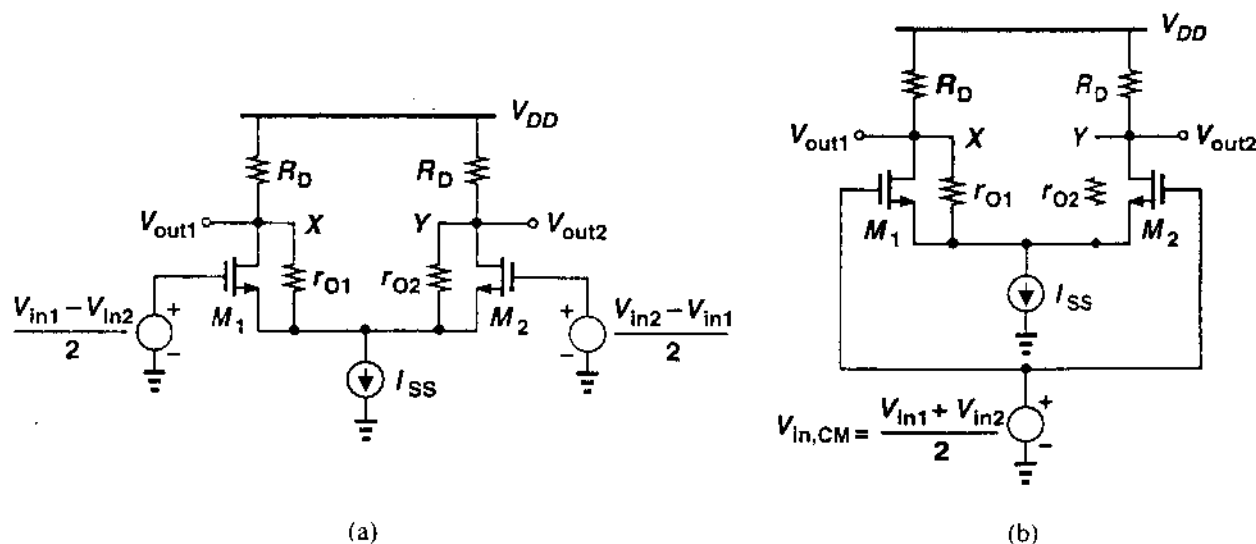 V_DD
R_D
R_D
V_out1
X
Y
V_out2
r_O1
r_O2
M_1
M_2
V_in1 – V_in2
2
+
–
V_in2 – V_in1
2
+
–
I_SS
(a)
V_DD
R_D
R_D
V_out1
X
Y
V_out2
r_O1
r_O2
M_1
M_2
I_SS
V_in,CM = V_in1 + V_in2
2
+
–
(b)